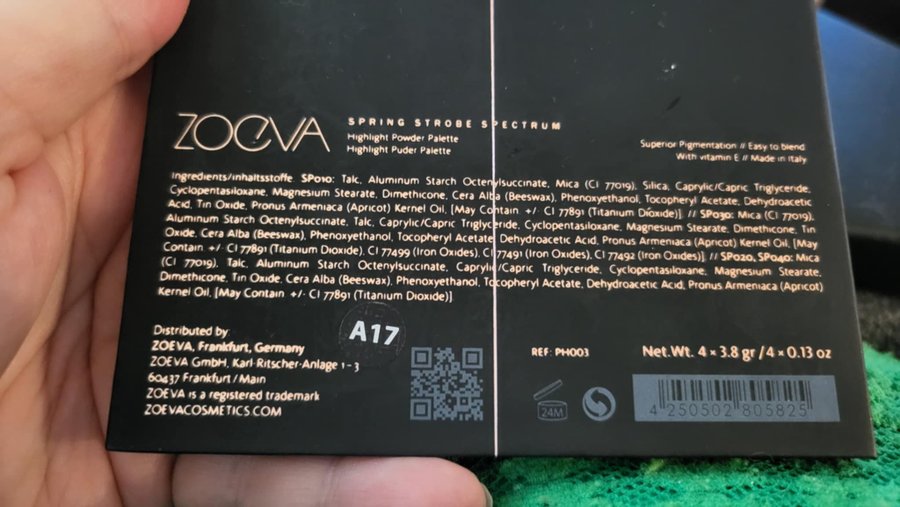 ZOEVA
SPRING STROBE SPECTRUM
Highlight Powder Palette
Highlight Puder Palette
Superior Pigmentation // Easy to blend
With vitamin E // Made in Italy
Ingredients/Inhaltsstoffe SP010: Talc, Aluminum Starch Octenylsuccinate, Mica (CI 77019), Silica, Caprylic/Capric Triglyceride,
Cyclopentasiloxane, Magnesium Stearate, Dimethicone, Cera Alba (Beeswax), Phenoxyethanol, Tocopheryl Acetate, Dehydroacetic
Acid, Tin Oxide, Pronus Armeniaca (Apricot) Kernel Oil, [May Contain +/- CI 77891 (Titanium Dioxide)] // SP030: Mica (CI 77019),
Aluminum Starch Octenylsuccinate, Talc, Caprylic/Capric Triglyceride, Cyclopentasiloxane, Magnesium Stearate, Dimethicone, Tin
Oxide, Cera Alba (Beeswax), Phenoxyethanol, Tocopheryl Acetate, Dehydroacetic Acid, Pronus Armeniaca (Apricot) Kernel Oil, [May
Contain +/- CI 77891 (Titanium Dioxide), CI 77499 (Iron Oxides), CI 77491 (Iron Oxides), CI 77492 (Iron Oxides)] // SP020, SP040: Mica
(CI 77019), Talc, Aluminum Starch Octenylsuccinate, Caprylic/Capric Triglyceride, Cyclopentasiloxane, Magnesium Stearate,
Dimethicone, Tin Oxide, Cera Alba (Beeswax), Phenoxyethanol, Tocopheryl Acetate, Dehydroacetic Acid, Pronus Armeniaca (Apricot)
Kernel Oil, [May Contain +/- CI 77891 (Titanium Dioxide)]
Distributed by
ZOEVA, Frankfurt, Germany
ZOEVA GmbH, Karl-Ritscher-Anlage 1-3
60437 Frankfurt / Main
ZOEVA is a registered trademark
ZOEVACOSMETICS.COM
A17
REF: PH003
24M
Net.Wt. 4 x 3.8 gr / 4 x 0.13 oz
4 250502 805825